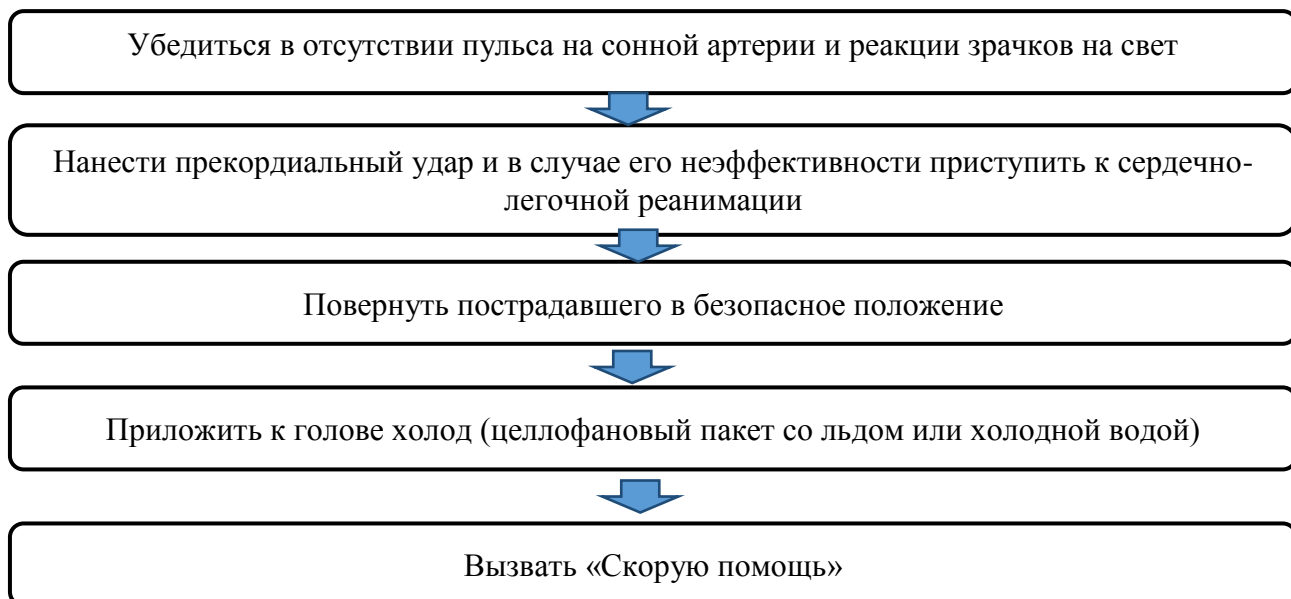 Убедиться в отсутствии пульса на сонной артерии и реакции зрачков на свет
Нанести прекордиальный удар и в случае его неэффективности приступить к сердечно-
легочной реанимации
Повернуть пострадавшего в безопасное положение
Приложить к голове холод (целлофановый пакет со льдом или холодной водой)
Вызвать «Скорую помощь»